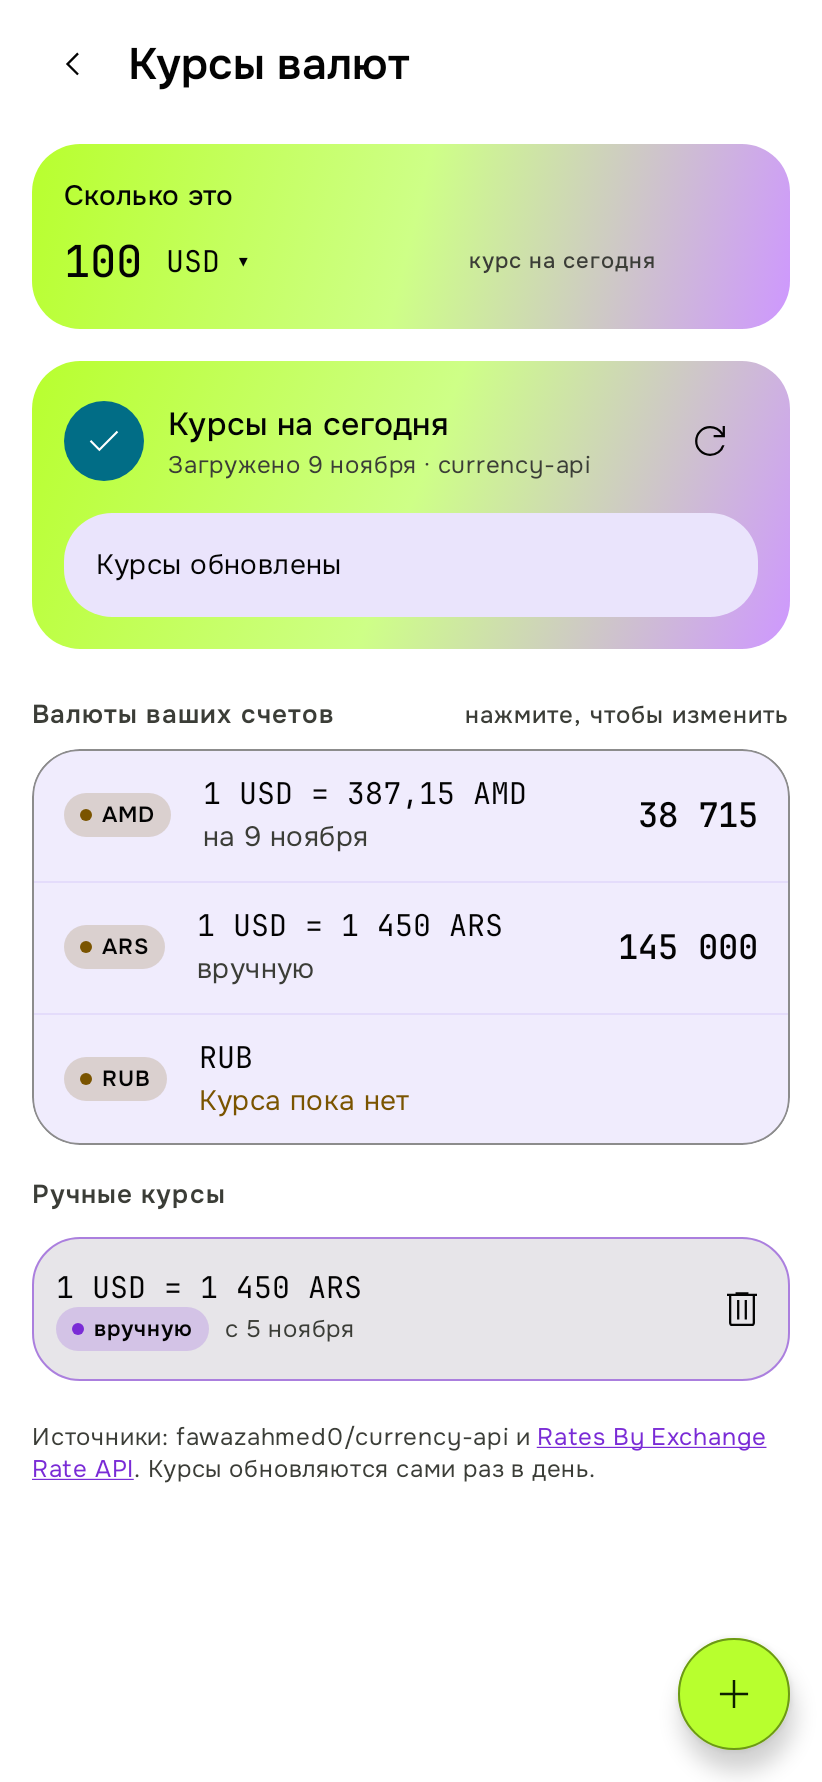 Курсы валют
Сколько это
100 USD ▾ курс на сегодня
Курсы на сегодня
Загружено 9 ноября · currency-api
Курсы обновлены
Валюты ваших счетов нажмите, чтобы изменить
AMD 1 USD = 387,15 AMD 38 715
на 9 ноября
ARS 1 USD = 1 450 ARS 145 000
вручную
RUB RUB
Курса пока нет
Ручные курсы
1 USD = 1 450 ARS
вручную с 5 ноября
Источники: fawazahmed0/currency-api и Rates By Exchange
Rate API. Курсы обновляются сами раз в день.